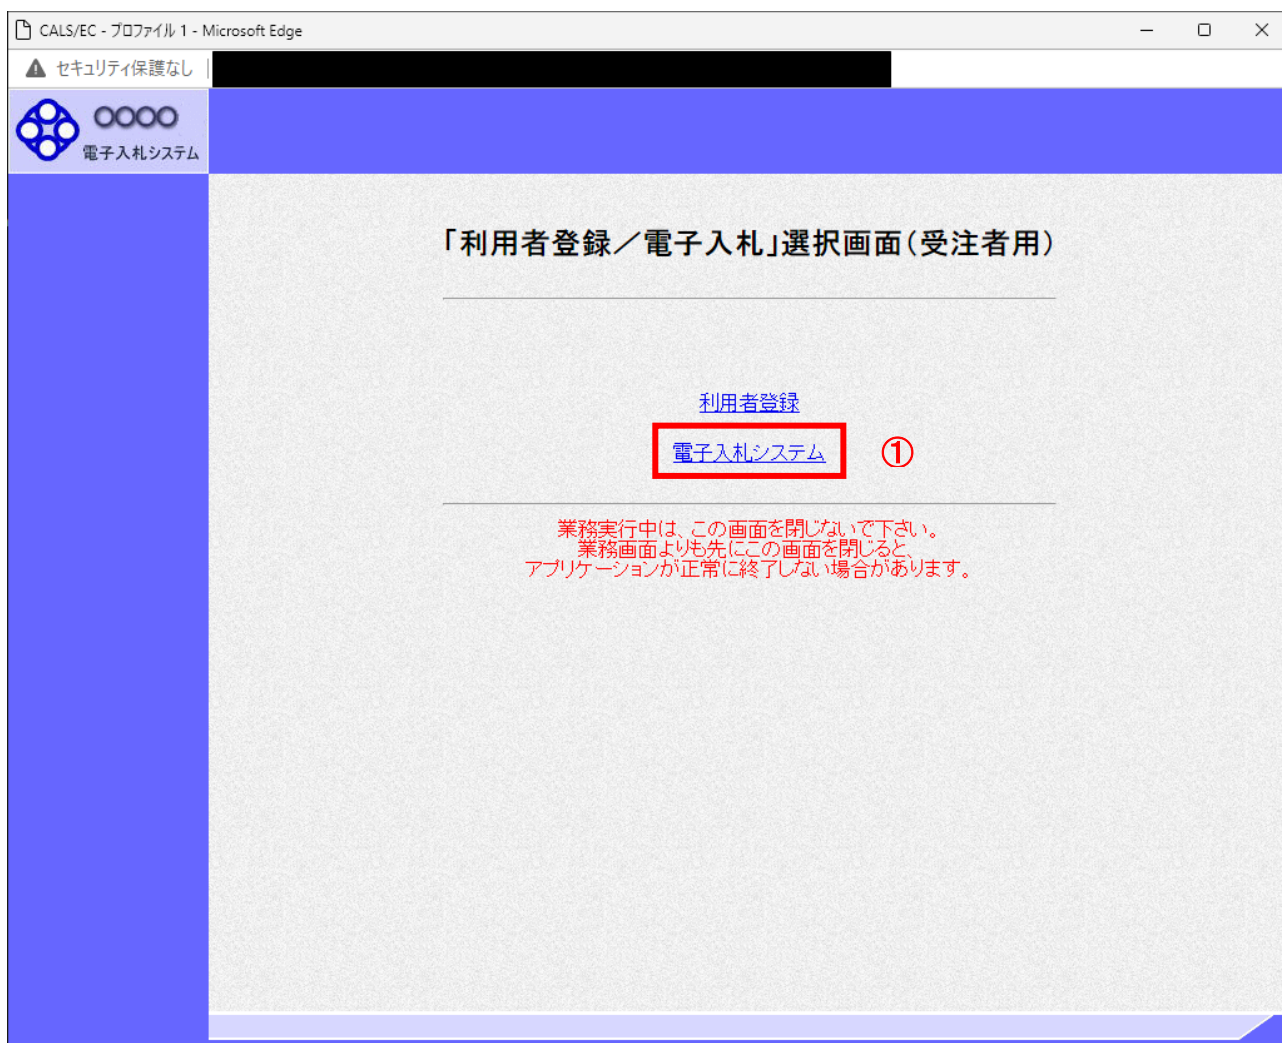 CALS/EC - プロファイル 1 - Microsoft Edge
セキュリティ保護なし
○○○○
電子入札システム
「利用者登録／電子入札」選択画面（受注者用）
利用者登録
電子入札システム
①
業務実行中は、この画面を閉じないで下さい。
業務画面よりも先にこの画面を閉じると、
アプリケーションが正常に終了しない場合があります。